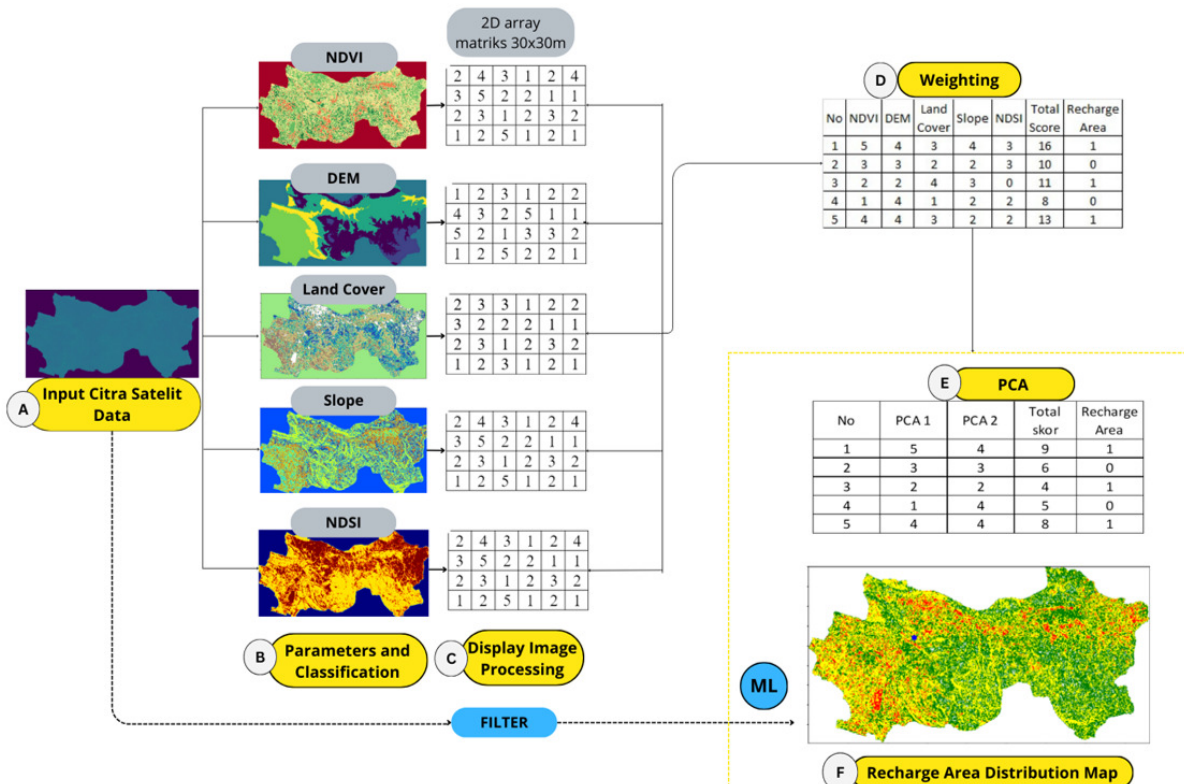 2D array
matriks 30x30m
NDVI
2 4 3 1 2 4
3 5 2 2 1 1
2 3 1 2 3 2
1 2 5 1 2 1
DEM
1 2 3 1 2 2
4 3 2 5 1 1
5 2 1 3 3 2
1 2 5 2 2 1
Land Cover
2 3 3 1 2 2
3 2 2 2 1 1
2 3 1 2 3 2
1 2 3 1 2 1
Slope
2 4 3 1 2 4
3 5 2 2 1 1
2 3 1 2 3 2
1 2 5 1 2 1
NDSI
2 4 3 1 2 4
3 5 2 2 1 1
2 3 1 2 3 2
1 2 5 1 2 1
A
Input Citra Satelit
Data
B
Parameters and
Classification
C
Display Image
Processing
FILTER
D
Weighting
No NDVI DEM Land Cover Slope NDSI Total Score Recharge Area
1 5 4 3 4 3 16 1
2 3 3 2 2 3 10 0
3 2 2 4 3 0 11 1
4 1 4 1 2 2 8 0
5 4 4 3 2 2 13 1
E
PCA
No PCA 1 PCA 2 Total skor Recharge Area
1 5 4 9 1
2 3 3 6 0
3 2 2 4 1
4 1 4 5 0
5 4 4 8 1
ML
F
Recharge Area Distribution Map